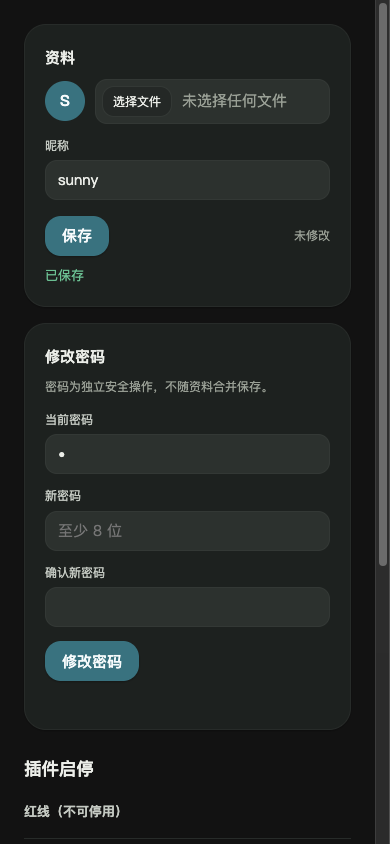 资料
S
选择文件 未选择任何文件
昵称
sunny
保存 未修改
已保存
修改密码
密码为独立安全操作，不随资料合并保存。
当前密码
•
新密码
至少 8 位
确认新密码
修改密码
插件启停
红线（不可停用）